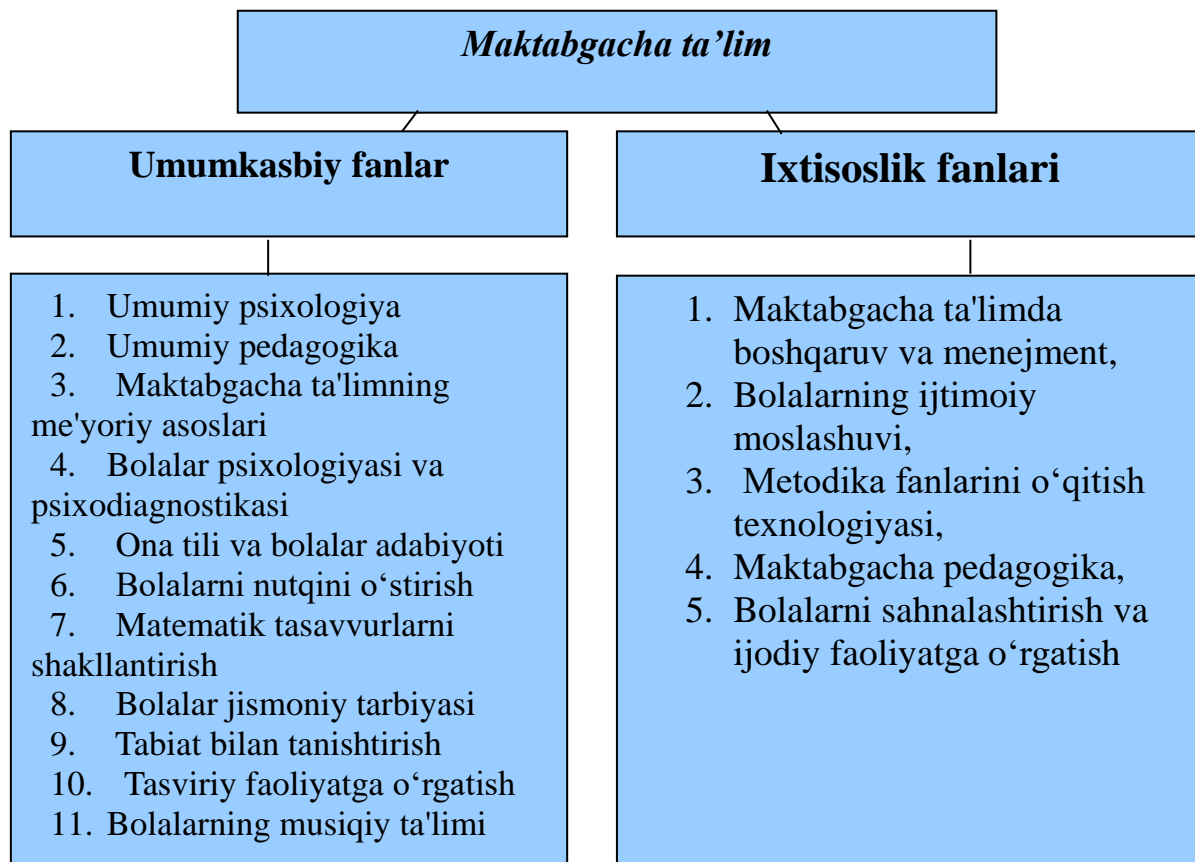 Maktabgacha ta’lim
Umumkasbiy fanlar
1. Umumiy psixologiya
2. Umumiy pedagogika
3. Maktabgacha ta'limning
me'yoriy asoslari
4. Bolalar psixologiyasi va
psixodiagnostikasi
5. Ona tili va bolalar adabiyoti
6. Bolalarni nutqini o‘stirish
7. Matematik tasavvurlarni
shakllantirish
8. Bolalar jismoniy tarbiyasi
9. Tabiat bilan tanishtirish
10. Tasviriy faoliyatga o‘rgatish
11. Bolalarning musiqiy ta'limi
Ixtisoslik fanlari
1. Maktabgacha ta'limda
boshqaruv va menejment,
2. Bolalarning ijtimoiy
moslashuvi,
3. Metodika fanlarini o‘qitish
texnologiyasi,
4. Maktabgacha pedagogika,
5. Bolalarni sahnalashtirish va
ijodiy faoliyatga o‘rgatish